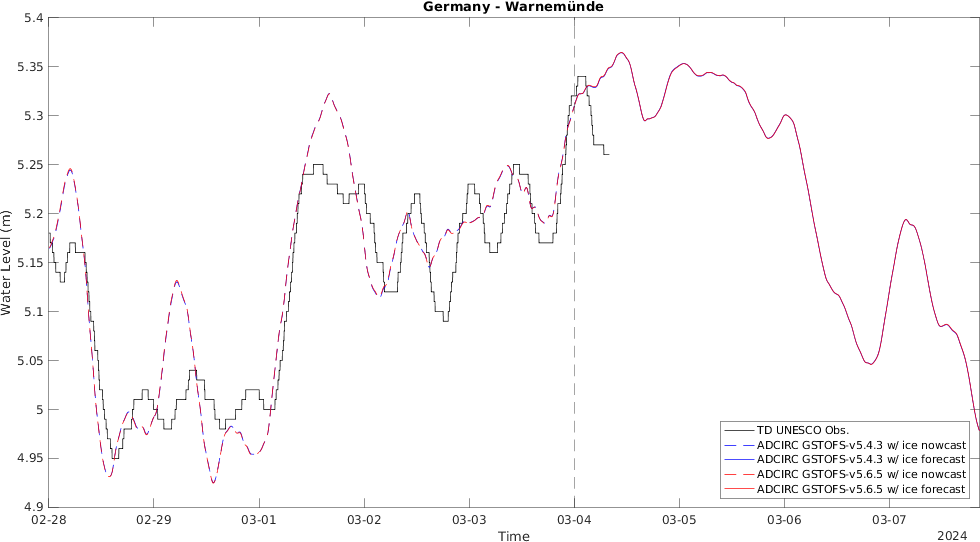 Germany - Warnemünde
5.4
5.35
5.3
5.25
5.2
5.15
5.1
5.05
5
4.95
4.9
Water Level (m)
02-28 02-29 03-01 03-02 03-03 03-04 03-05 03-06 03-07
Time
2024
TD UNESCO Obs.
ADCIRC GSTOFS-v5.4.3 w/ ice nowcast
ADCIRC GSTOFS-v5.4.3 w/ ice forecast
ADCIRC GSTOFS-v5.6.5 w/ ice nowcast
ADCIRC GSTOFS-v5.6.5 w/ ice forecast